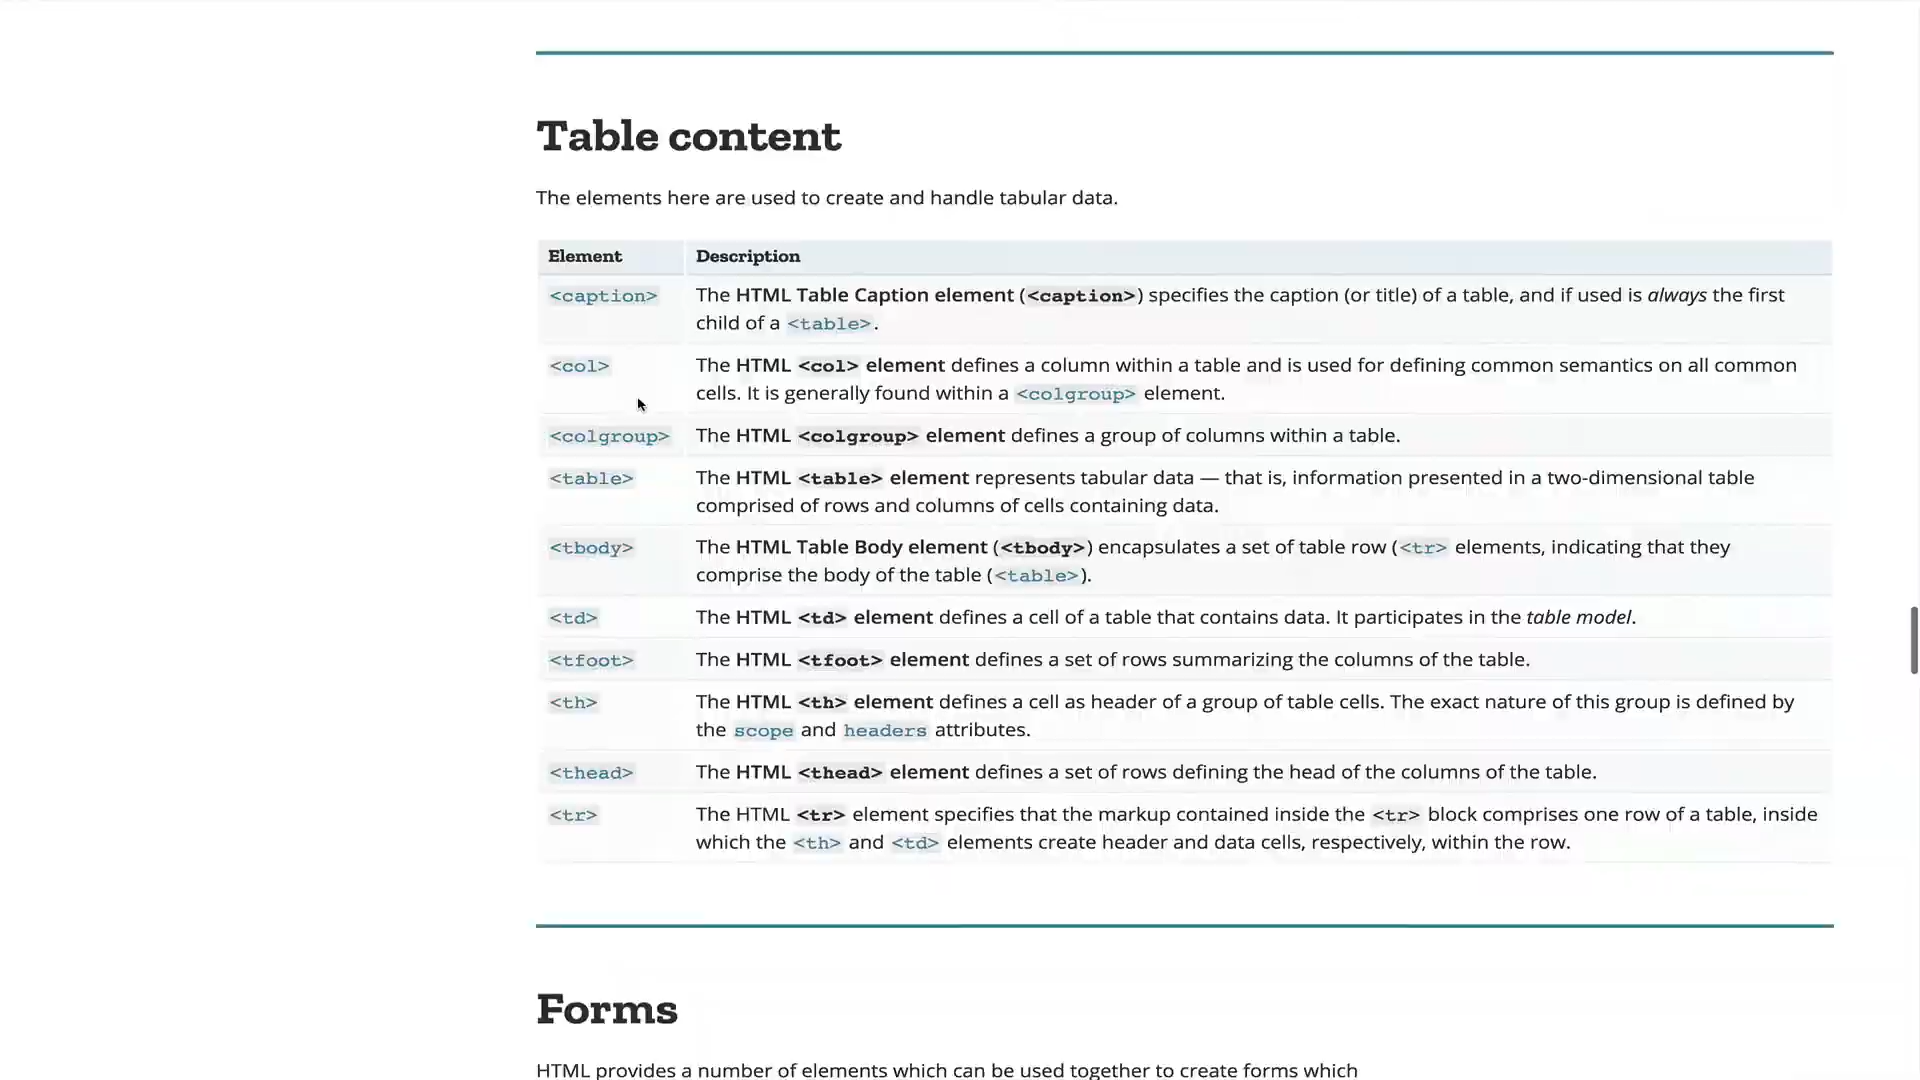 Table content
The elements here are used to create and handle tabular data.
Element Description
<caption> The HTML Table Caption element (<caption>) specifies the caption (or title) of a table, and if used is always the first
child of a <table>.
<col> The HTML <col> element defines a column within a table and is used for defining common semantics on all common
cells. It is generally found within a <colgroup> element.
<colgroup> The HTML <colgroup> element defines a group of columns within a table.
<table> The HTML <table> element represents tabular data — that is, information presented in a two-dimensional table
comprised of rows and columns of cells containing data.
<tbody> The HTML Table Body element (<tbody>) encapsulates a set of table row (<tr> elements, indicating that they
comprise the body of the table (<table>).
<td> The HTML <td> element defines a cell of a table that contains data. It participates in the table model.
<tfoot> The HTML <tfoot> element defines a set of rows summarizing the columns of the table.
<th> The HTML <th> element defines a cell as header of a group of table cells. The exact nature of this group is defined by
the scope and headers attributes.
<thead> The HTML <thead> element defines a set of rows defining the head of the columns of the table.
<tr> The HTML <tr> element specifies that the markup contained inside the <tr> block comprises one row of a table, inside
which the <th> and <td> elements create header and data cells, respectively, within the row.
Forms
HTML provides a number of elements which can be used together to create forms which